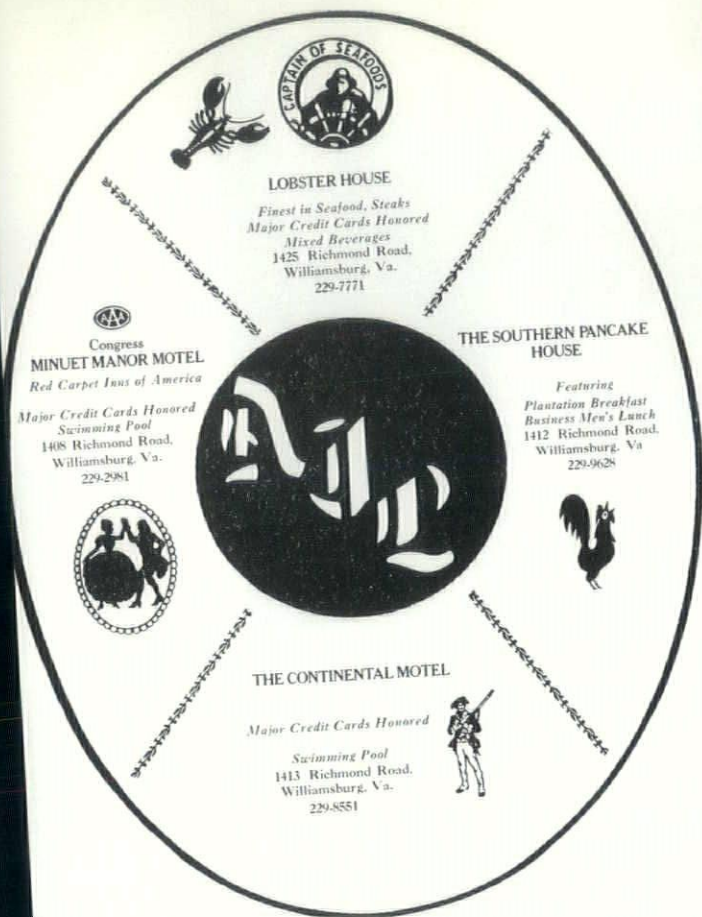 CAPTAIN OF SEAFOODS
LOBSTER HOUSE
Finest in Seafood, Steaks
Major Credit Cards Honored
Mixed Beverages
1425 Richmond Road,
Williamsburg, Va.
229-7771
AAA
Congress
MINUET MANOR MOTEL
Red Carpet Inns of America
Major Credit Cards Honored
Swimming Pool
1408 Richmond Road,
Williamsburg, Va.
229-2981
THE SOUTHERN PANCAKE
HOUSE
Featuring
Plantation Breakfast
Business Men's Lunch
1412 Richmond Road,
Williamsburg, Va
229-9628
THE CONTINENTAL MOTEL
Major Credit Cards Honored
Swimming Pool
1413 Richmond Road,
Williamsburg, Va.
229-8551